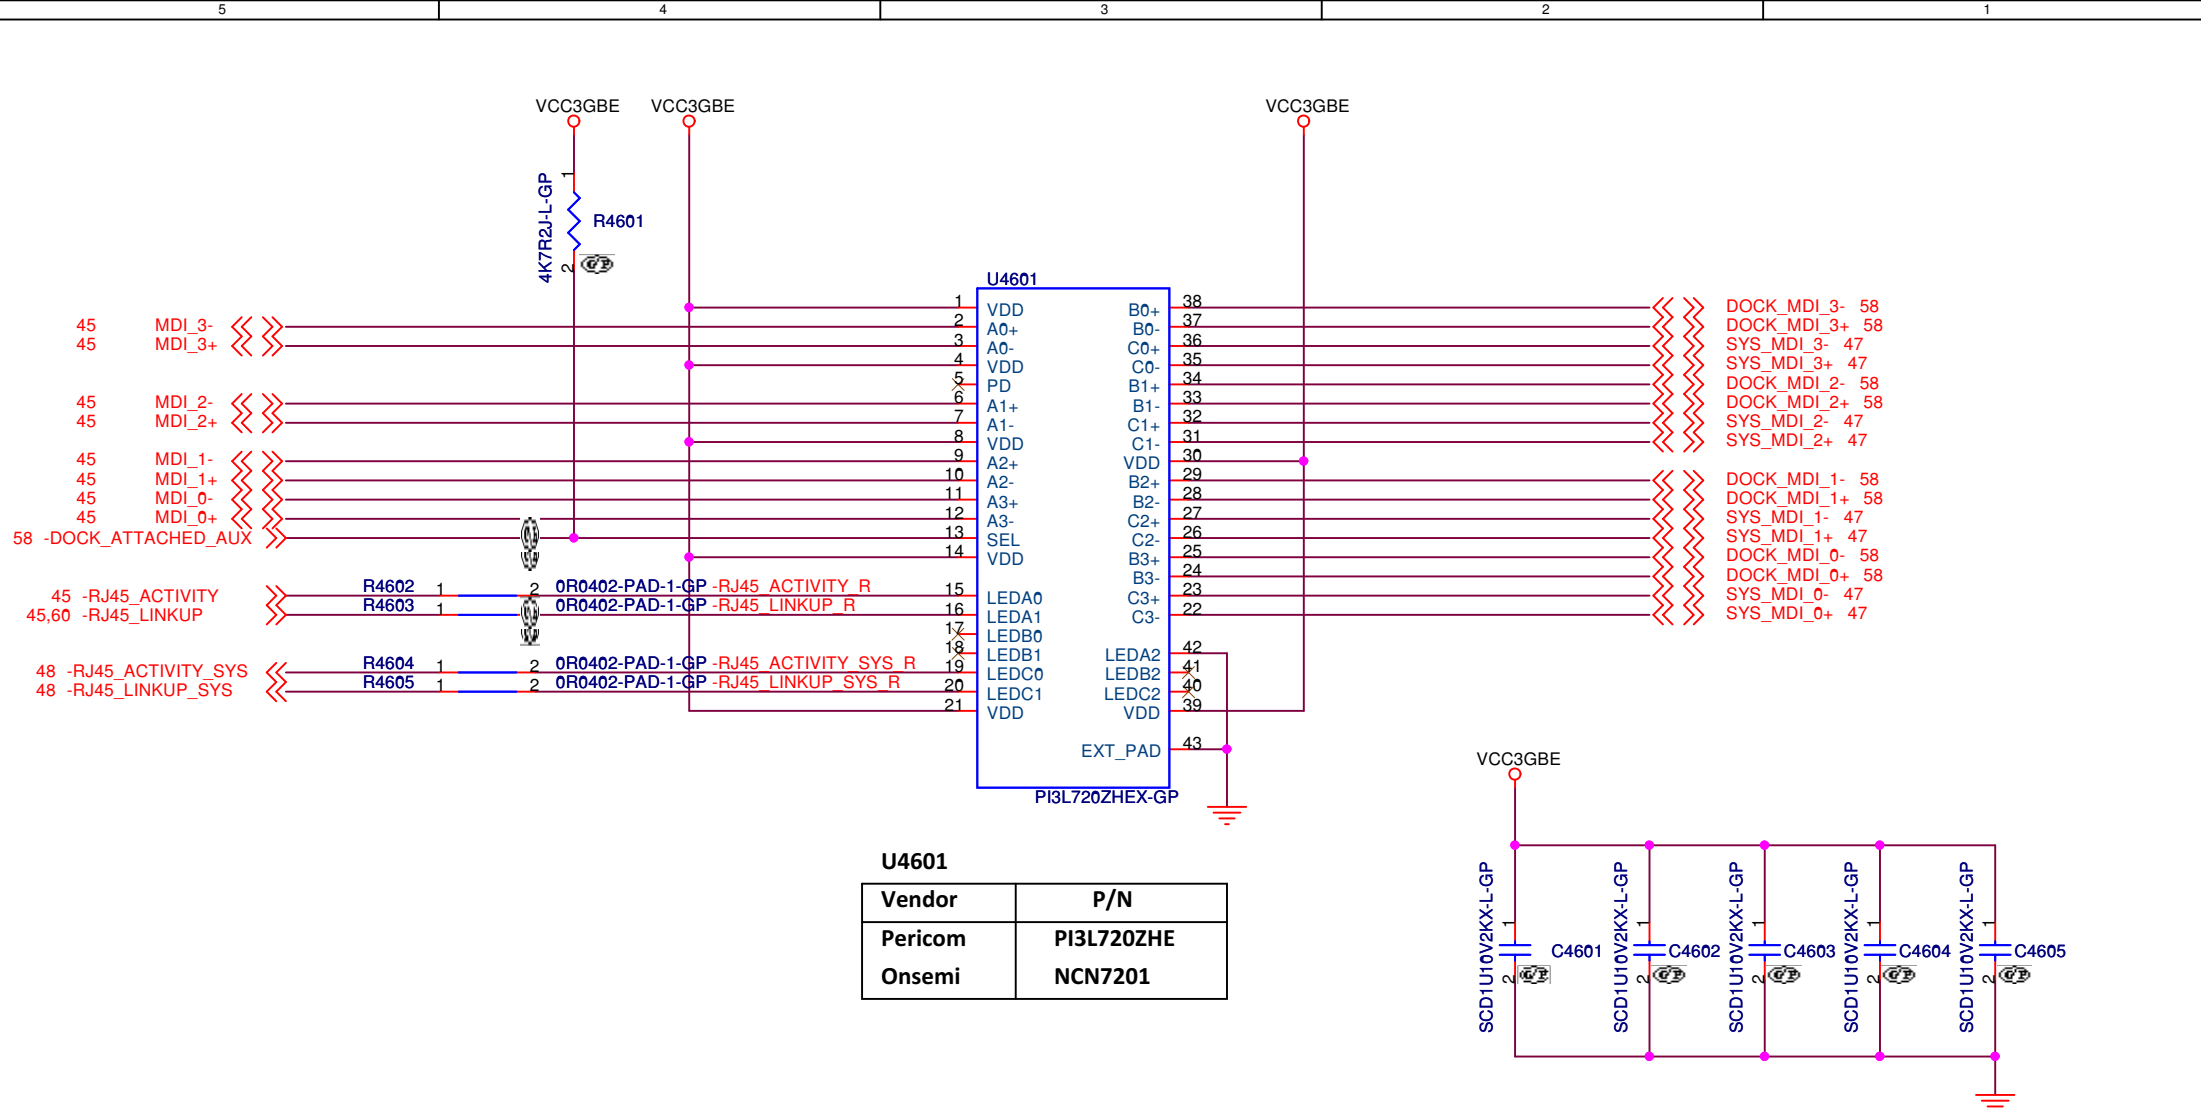 5 4 3 2 1
VCC3GBE VCC3GBE VCC3GBE
4K7R2J-L-GP
1
R4601
2
U4601
45 MDI_3-
45 MDI_3+
45 MDI_2-
45 MDI_2+
45 MDI_1-
45 MDI_1+
45 MDI_0-
45 MDI_0+
58 -DOCK_ATTACHED_AUX
45 -RJ45_ACTIVITY
45,60 -RJ45_LINKUP
48 -RJ45_ACTIVITY_SYS
48 -RJ45_LINKUP_SYS
R4602 1 2 0R0402-PAD-1-GP -RJ45_ACTIVITY_R
R4603 1 0R0402-PAD-1-GP -RJ45_LINKUP_R
R4604 1 2 0R0402-PAD-1-GP -RJ45_ACTIVITY_SYS_R
R4605 1 2 0R0402-PAD-1-GP -RJ45_LINKUP_SYS_R
1 VDD
2 A0+
3 A0-
4 VDD
5 PD
6 A1+
7 A1-
8 VDD
9 A2+
10 A2-
11 A3+
12 A3-
13 SEL
14 VDD
15 LEDA0
16 LEDA1
17 LEDB0
18 LEDB1
19 LEDC0
20 LEDC1
21 VDD
B0+ 38
B0- 37
C0+ 36
C0- 35
B1+ 34
B1- 33
C1+ 32
C1- 31
VDD 30
B2+ 29
B2- 28
C2+ 27
C2- 26
B3+ 25
B3- 24
C3+ 23
C3- 22
LEDA2 42
LEDB2 41
LEDC2 40
VDD 39
EXT_PAD 43
PI3L720ZHEX-GP
DOCK_MDI_3- 58
DOCK_MDI_3+ 58
SYS_MDI_3- 47
SYS_MDI_3+ 47
DOCK_MDI_2- 58
DOCK_MDI_2+ 58
SYS_MDI_2- 47
SYS_MDI_2+ 47
DOCK_MDI_1- 58
DOCK_MDI_1+ 58
SYS_MDI_1- 47
SYS_MDI_1+ 47
DOCK_MDI_0- 58
DOCK_MDI_0+ 58
SYS_MDI_0- 47
SYS_MDI_0+ 47
U4601
Vendor P/N
Pericom PI3L720ZHE
Onsemi NCN7201
VCC3GBE
SCD1U10V2KX-L-GP 1 2 C4601
SCD1U10V2KX-L-GP 1 2 C4602
SCD1U10V2KX-L-GP 1 2 C4603
SCD1U10V2KX-L-GP 1 2 C4604
SCD1U10V2KX-L-GP 1 2 C4605